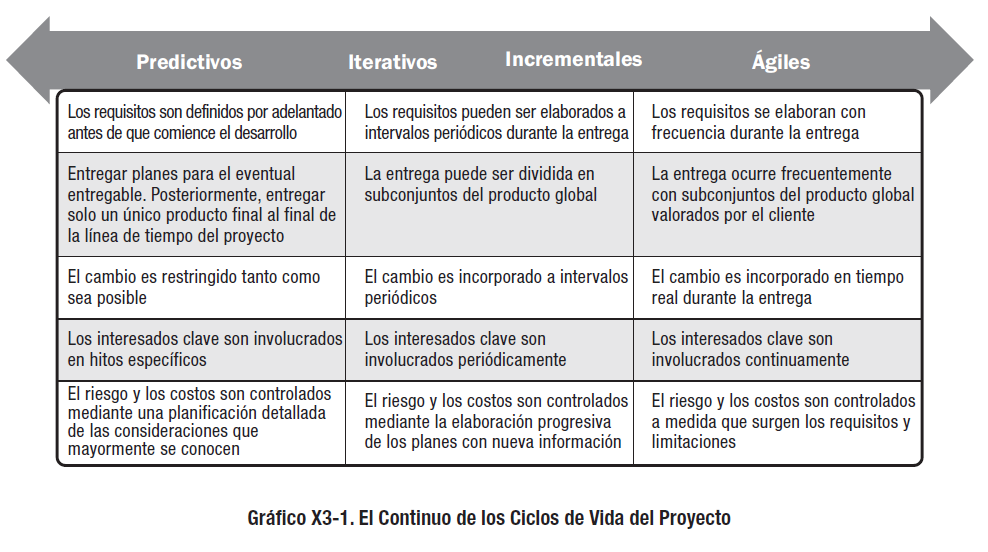 Predictivos
Iterativos
Incrementales
Ágiles
Los requisitos son definidos por adelantado
antes de que comience el desarrollo
Los requisitos pueden ser elaborados a
intervalos periódicos durante la entrega
Los requisitos se elaboran con
frecuencia durante la entrega
Entregar planes para el eventual
entregable. Posteriormente, entregar
solo un único producto final al final de
la línea de tiempo del proyecto
La entrega puede ser dividida en
subconjuntos del producto global
La entrega ocurre frecuentemente
con subconjuntos del producto global
valorados por el cliente
El cambio es restringido tanto como
sea posible
El cambio es incorporado a intervalos
periódicos
El cambio es incorporado en tiempo
real durante la entrega
Los interesados clave son involucrados
en hitos específicos
Los interesados clave son
involucrados periódicamente
Los interesados clave son
involucrados continuamente
El riesgo y los costos son controlados
mediante una planificación detallada
de las consideraciones que
mayormente se conocen
El riesgo y los costos son controlados
mediante la elaboración progresiva
de los planes con nueva información
El riesgo y los costos son controlados
a medida que surgen los requisitos y
limitaciones
Gráfico X3-1. El Continuo de los Ciclos de Vida del Proyecto